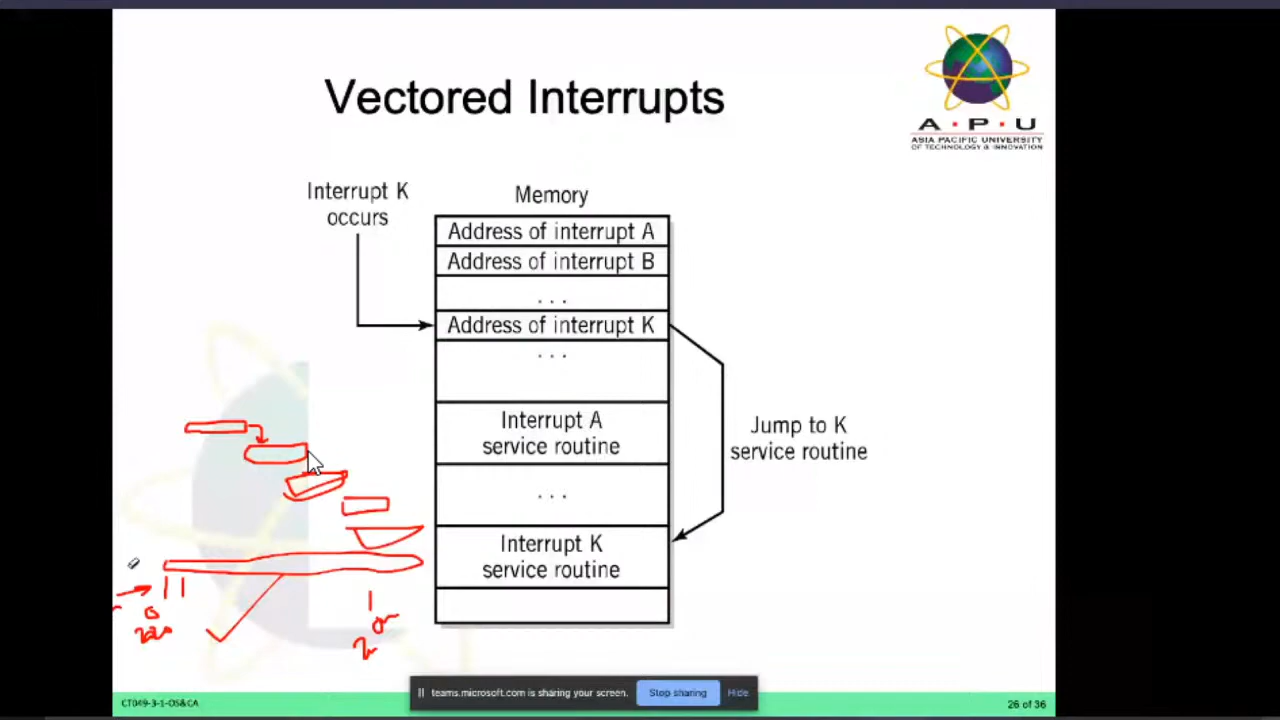 A · P · U
ASIA PACIFIC UNIVERSITY
OF TECHNOLOGY & INNOVATION
Vectored Interrupts
Interrupt K
occurs
Memory
Address of interrupt A
Address of interrupt B
...
Address of interrupt K
...
Interrupt A
service routine
...
Interrupt K
service routine
Jump to K
service routine
teams.microsoft.com is sharing your screen.
Stop sharing
Hide
CT049-3-1-OS&CA
26 of 36